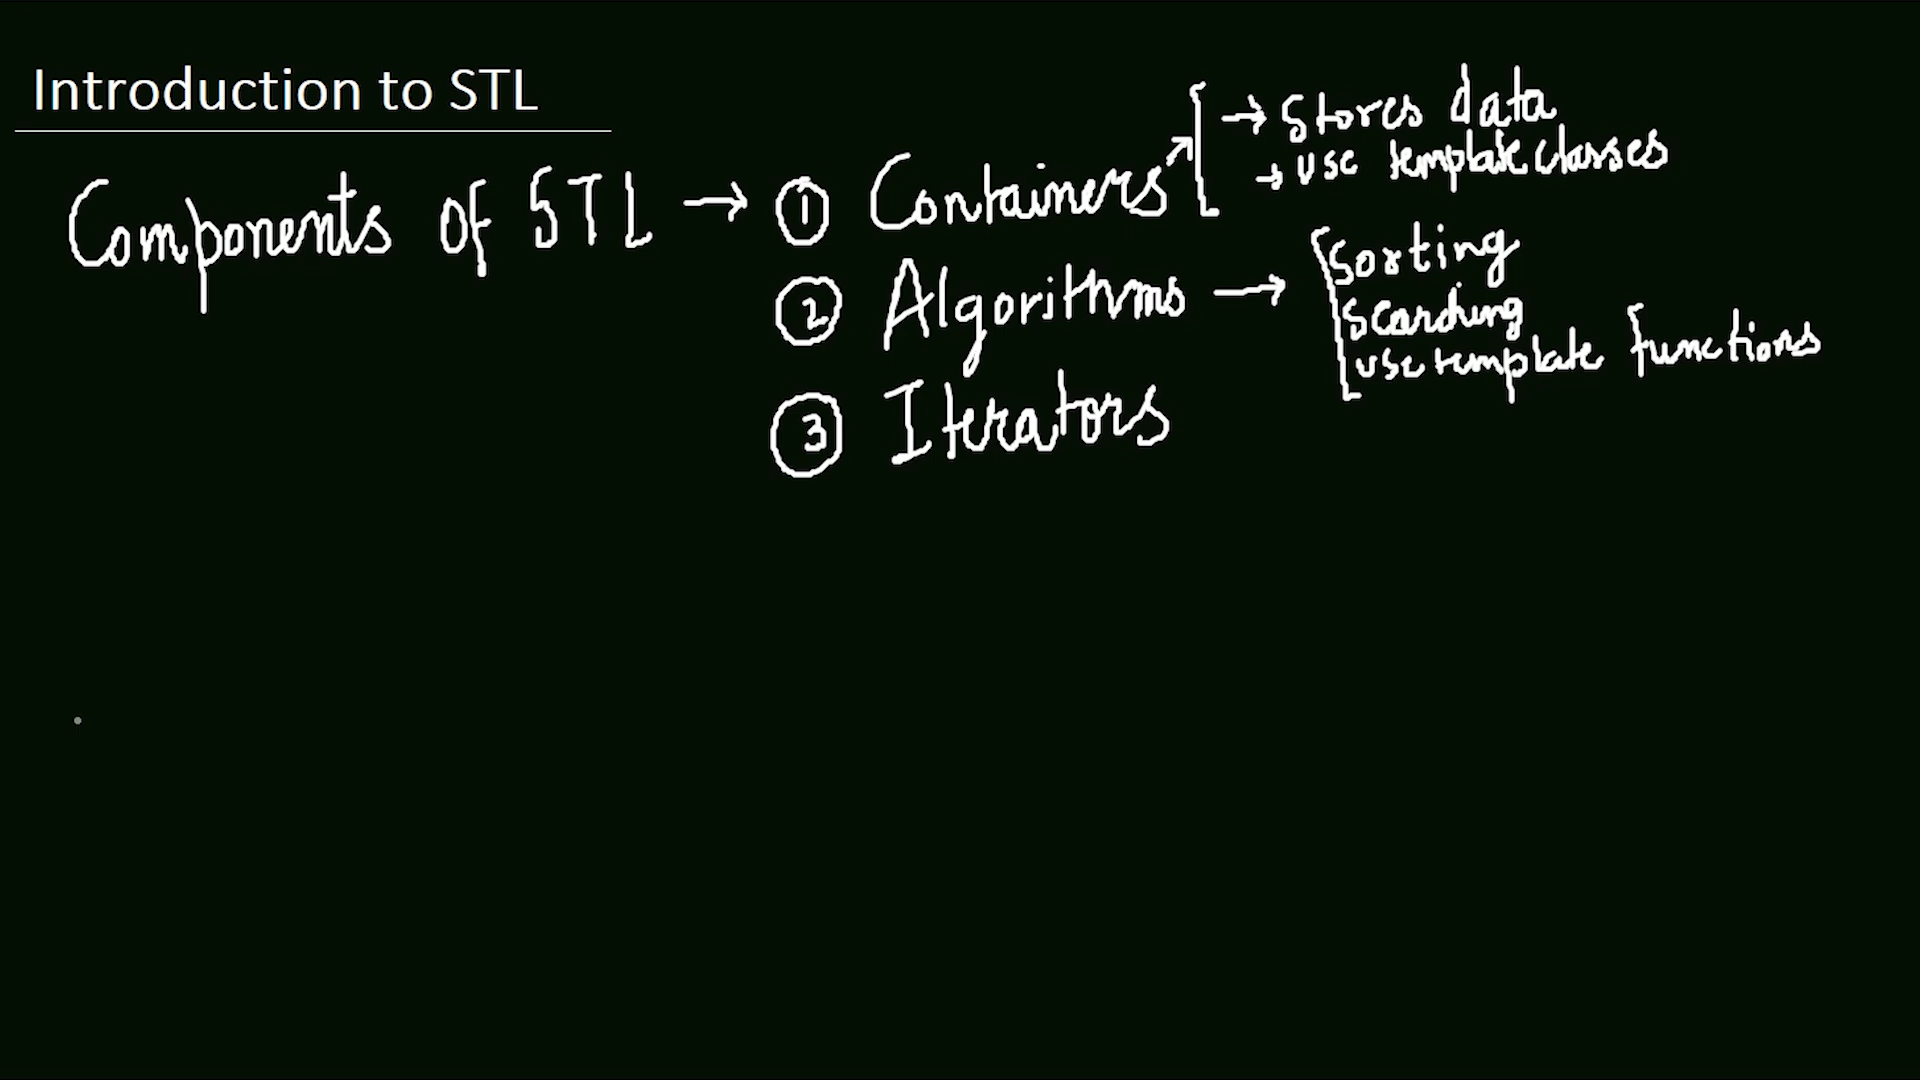 Introduction to STL
Components of STL → ① Containers
→ Stores data
→ use template classes
② Algorithms →
Sorting
Searching
use template functions
③ Iterators